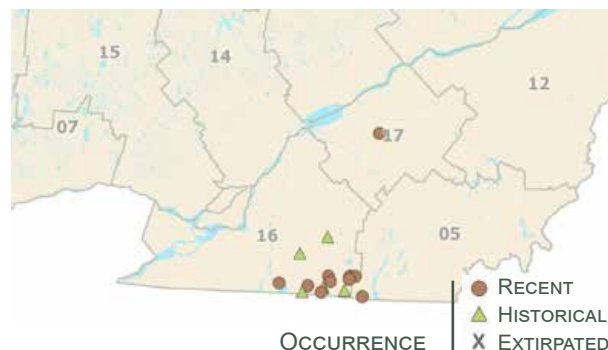 15
14
12
07
17
16
05
RECENT
HISTORICAL
OCCURRENCE
X EXTIRPATED